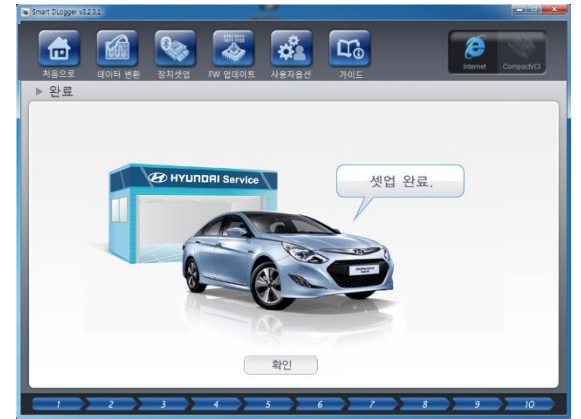 Smart DLogger v3.2.3.1
처음으로
데이터 변환
장치셋업
FW 업데이트
사용자옵션
가이드
Internet
CompactVCI
▶ 완료
HYUNDAI Service
셋업 완료.
확인
1 2 3 4 5 6 7 8 9 10